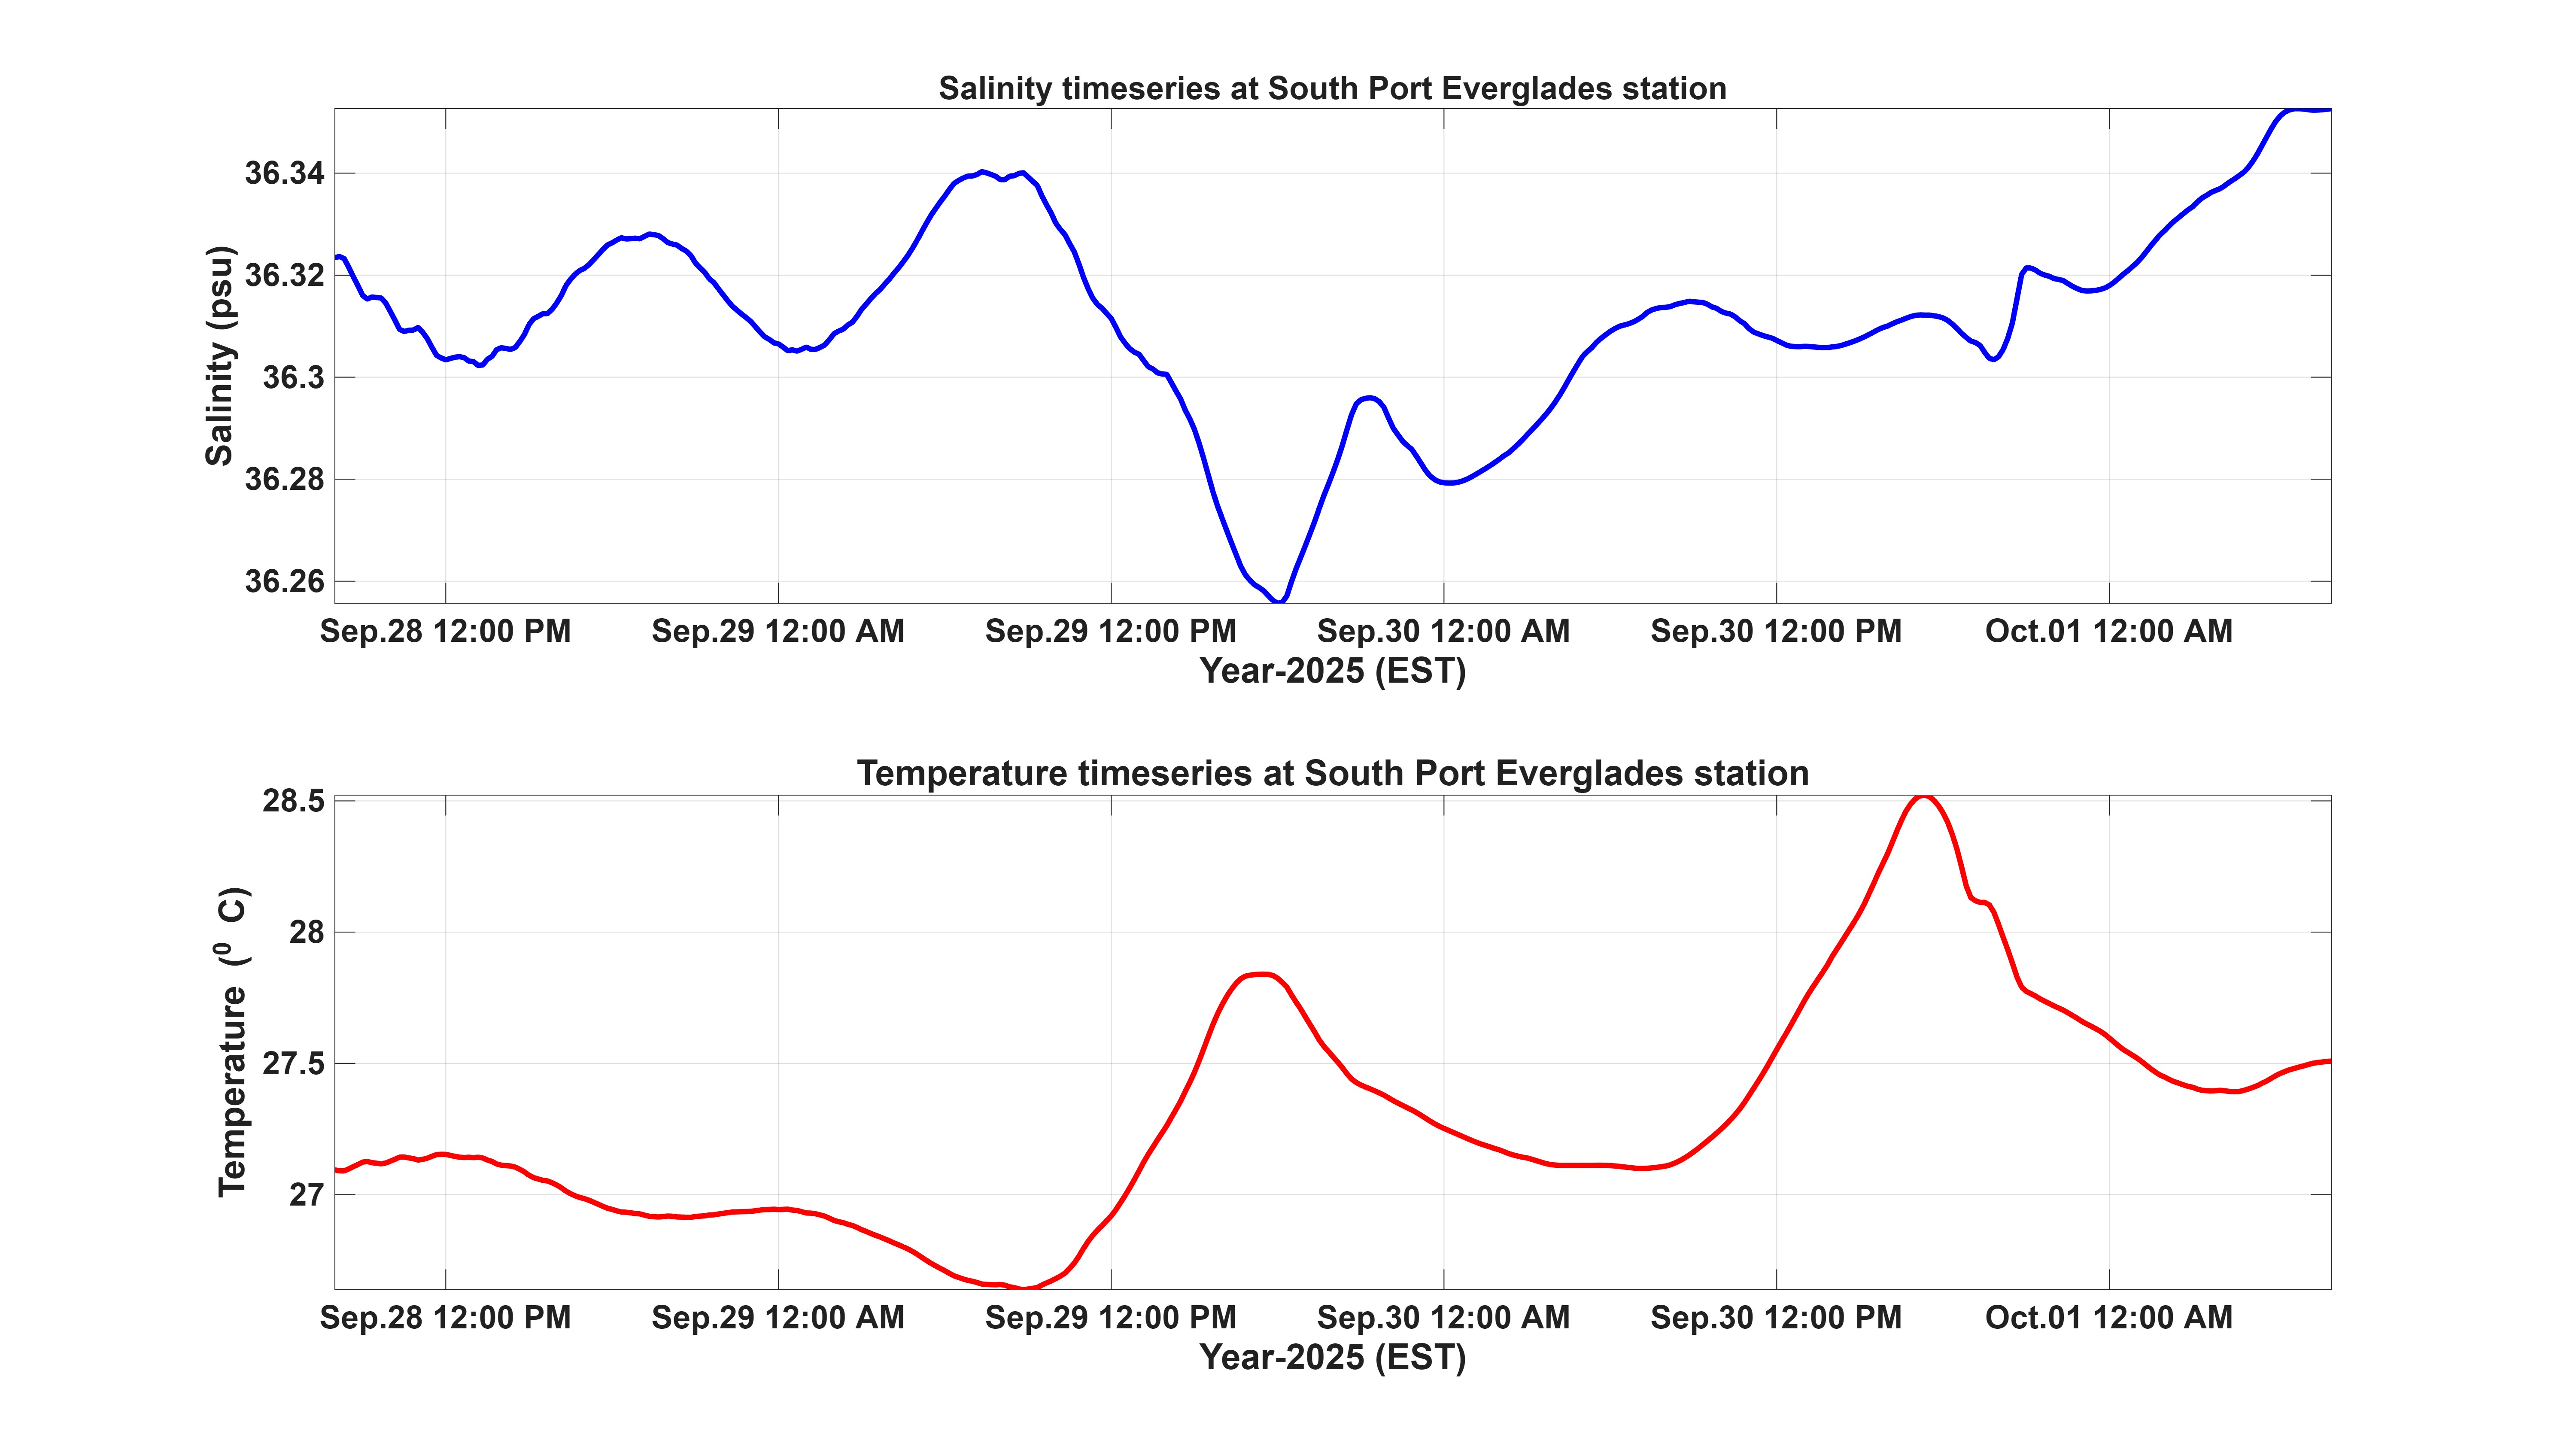 Salinity timeseries at South Port Everglades station
36.34
36.32
36.3
36.28
36.26
Salinity (psu)
Sep.28 12:00 PM Sep.29 12:00 AM Sep.29 12:00 PM Sep.30 12:00 AM Sep.30 12:00 PM Oct.01 12:00 AM
Year-2025 (EST)
Temperature timeseries at South Port Everglades station
28.5
28
27.5
27
Temperature (⁰ C)
Sep.28 12:00 PM Sep.29 12:00 AM Sep.29 12:00 PM Sep.30 12:00 AM Sep.30 12:00 PM Oct.01 12:00 AM
Year-2025 (EST)